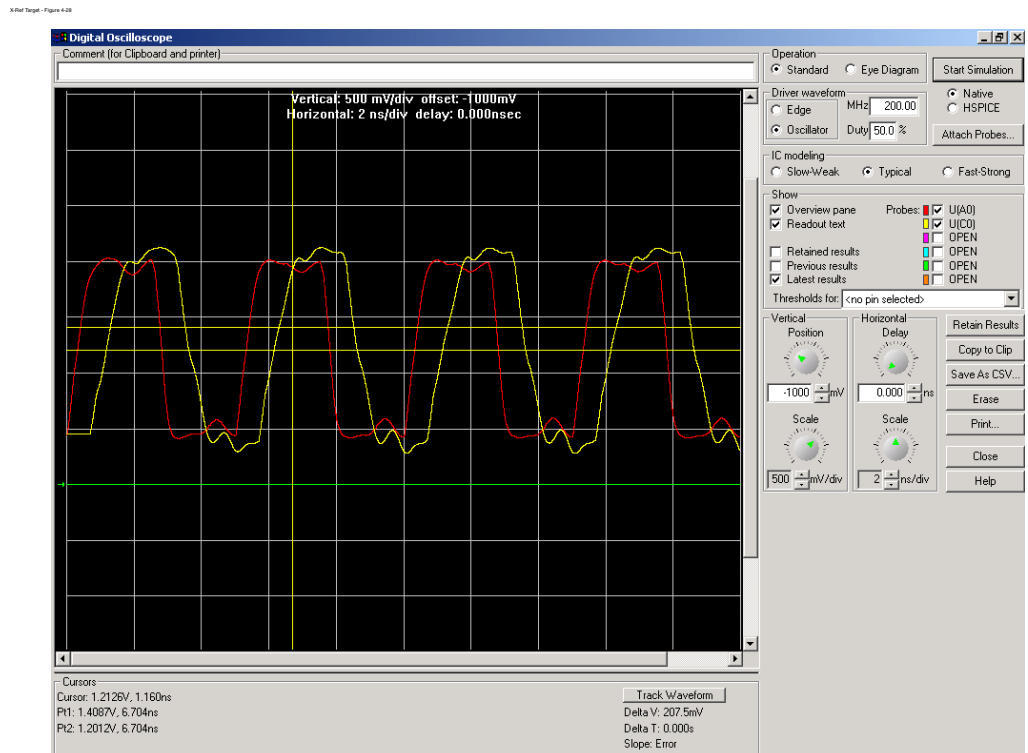 X-Ref Target - Figure 4-28
Digital Oscilloscope
Comment (for Clipboard and printer)
Vertical: 500 mV/div offset: -1000mV
Horizontal: 2 ns/div delay: 0.000nsec
Operation
Standard Eye Diagram
Start Simulation
Driver waveform
Edge
Oscillator
MHz 200.00
Duty 50.0 %
Native
HSPICE
Attach Probes...
IC modeling
Slow-Weak Typical Fast-Strong
Show
Overview pane Probes: U(A0)
Readout text U(C0)
OPEN
Retained results OPEN
Previous results OPEN
Latest results OPEN
Thresholds for: <no pin selected>
Vertical
Position
-1000 mV
Scale
500 mV/div
Horizontal
Delay
0.000 ns
Scale
2 ns/div
Retain Results
Copy to Clip
Save As CSV...
Erase
Print...
Close
Help
Cursors
Cursor: 1.2126V, 1.160ns
Pt1: 1.4087V, 6.704ns
Pt2: 1.2012V, 6.704ns
Track Waveform
Delta V: 207.5mV
Delta T: 0.000s
Slope: Error